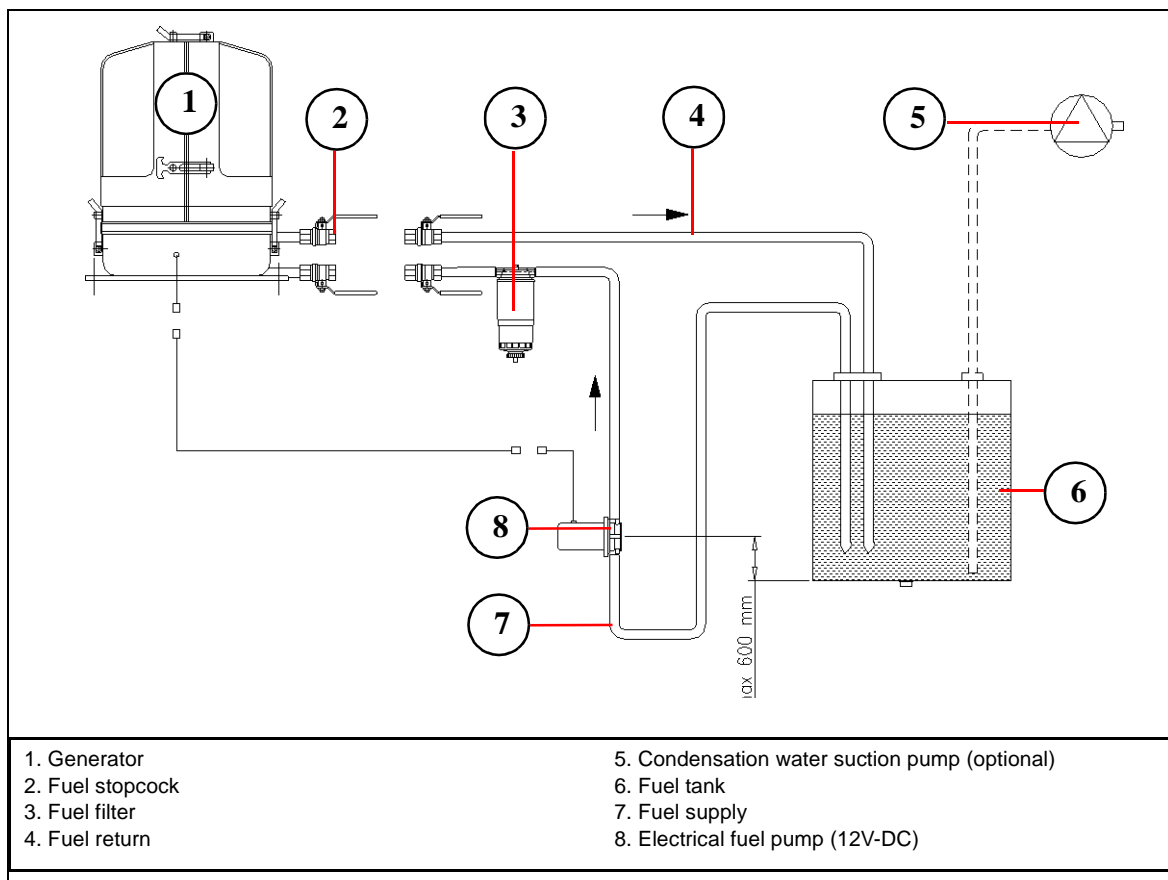 1
2
3
4
5
6
7
8
max 600 mm
1. Generator
2. Fuel stopcock
3. Fuel filter
4. Fuel return
5. Condensation water suction pump (optional)
6. Fuel tank
7. Fuel supply
8. Electrical fuel pump (12V-DC)